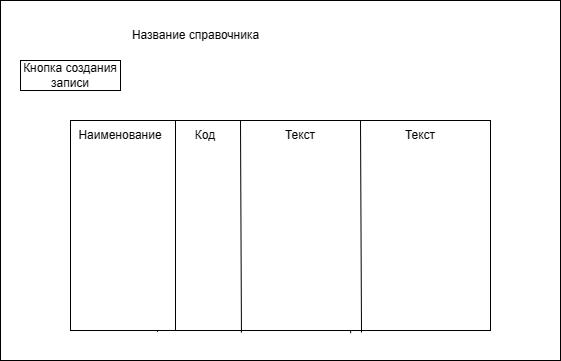 Название справочника
Кнопка создания
записи
Наименование Код Текст Текст